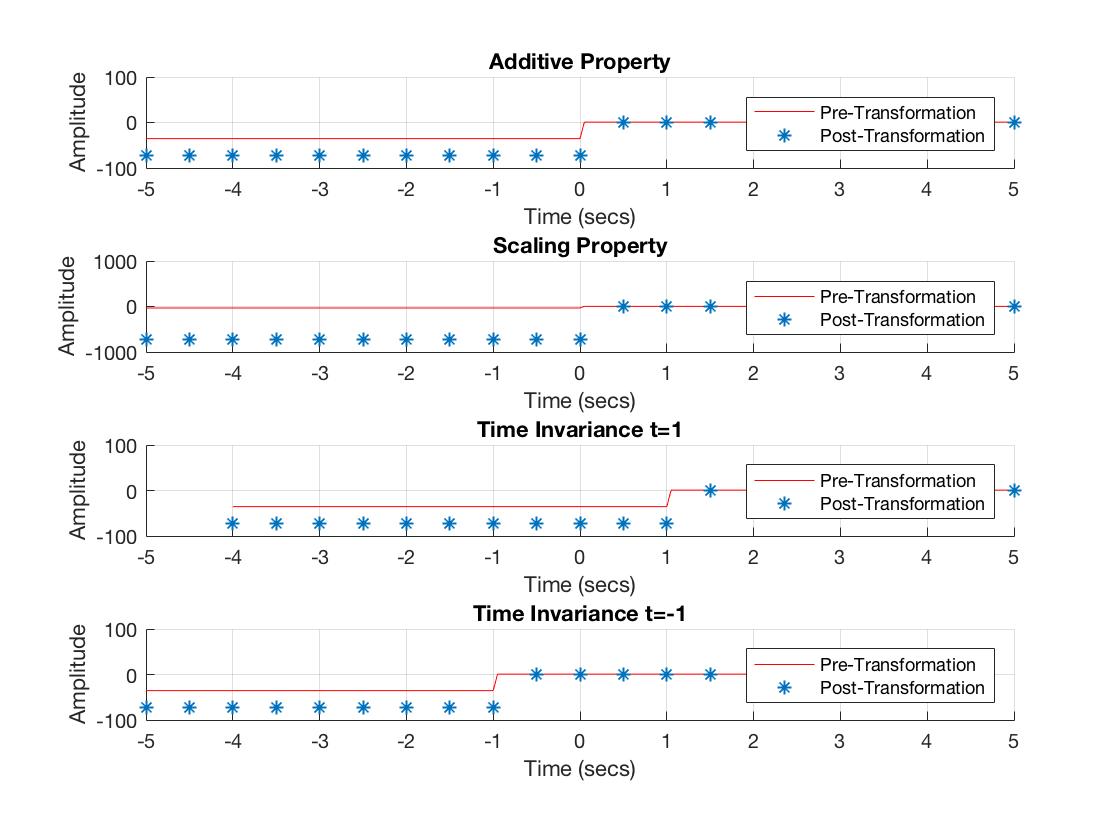 Additive Property
Amplitude
100
0
-100
Pre-Transformation
Post-Transformation
-5 -4 -3 -2 -1 0 1 2 3 4 5
Time (secs)
Scaling Property
Amplitude
1000
0
-1000
Pre-Transformation
Post-Transformation
-5 -4 -3 -2 -1 0 1 2 3 4 5
Time (secs)
Time Invariance t=1
Amplitude
100
0
-100
Pre-Transformation
Post-Transformation
-5 -4 -3 -2 -1 0 1 2 3 4 5
Time (secs)
Time Invariance t=-1
Amplitude
100
0
-100
Pre-Transformation
Post-Transformation
-5 -4 -3 -2 -1 0 1 2 3 4 5
Time (secs)